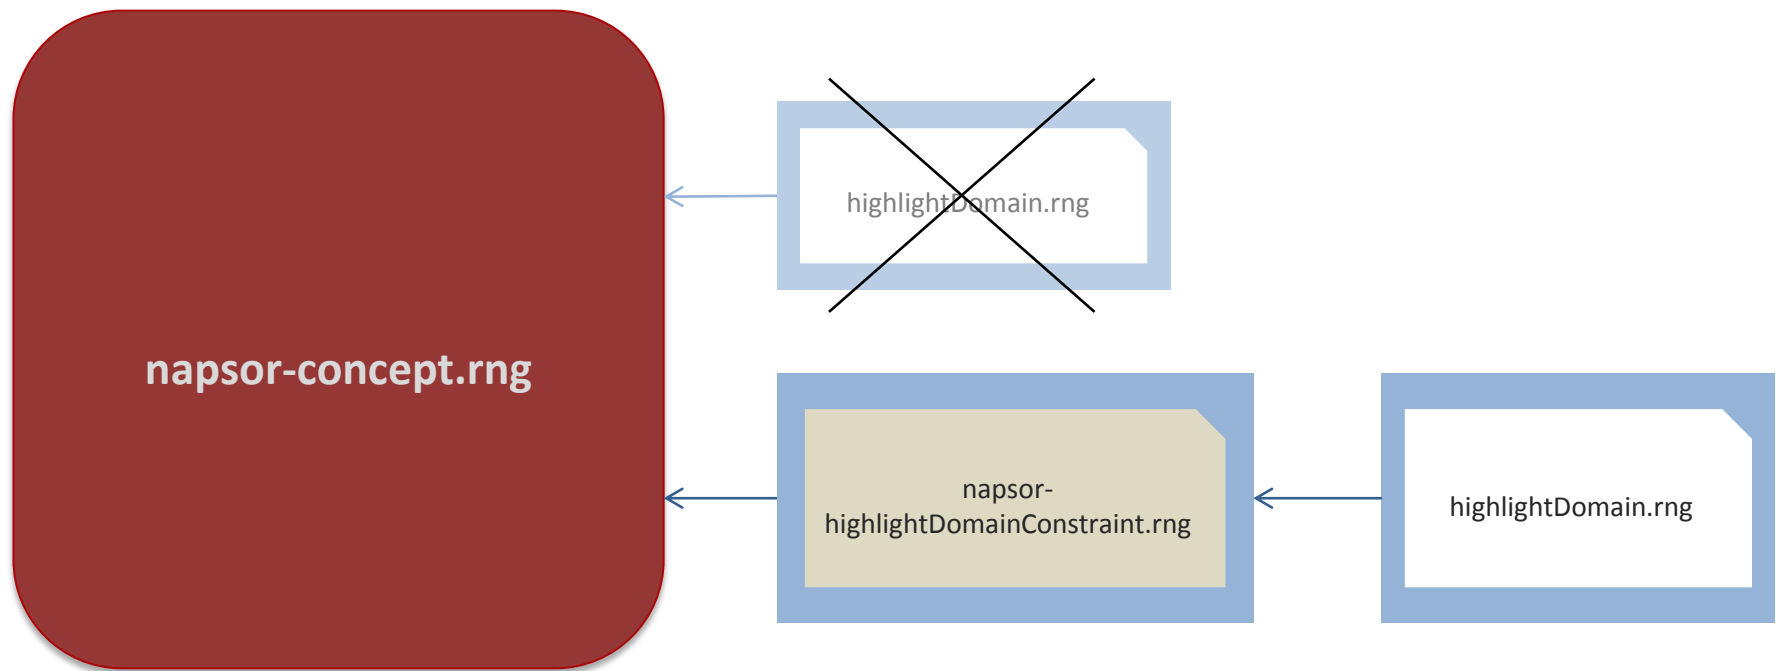 highlightDomain.rng
napsor-concept.rng
napsor-
highlightDomainConstraint.rng
highlightDomain.rng